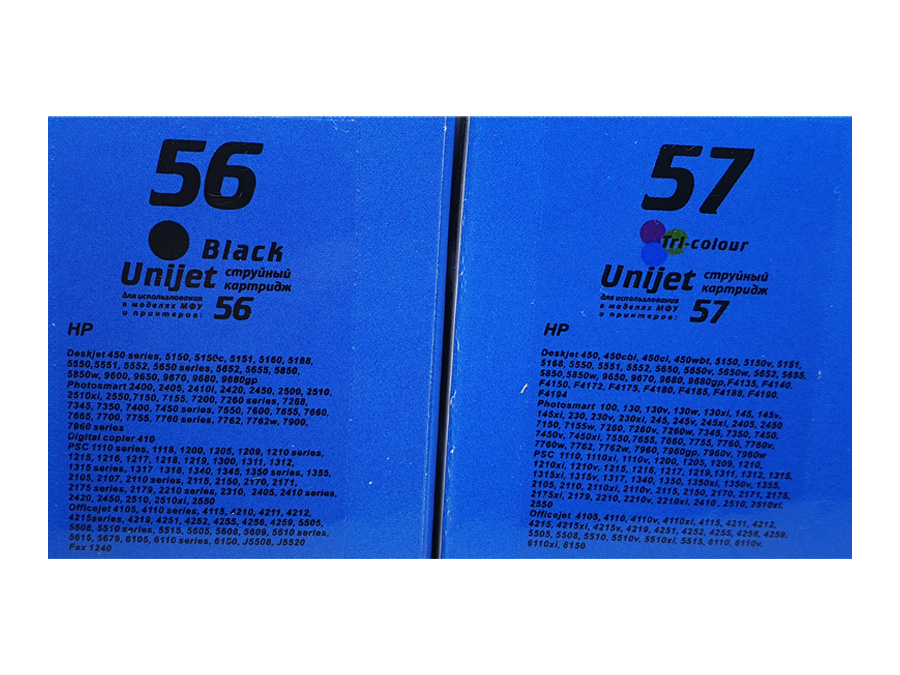 56
Black
Unijet струйный картридж
для использования в моделях МФУ и принтеров: 56
HP
Deskjet 450 series, 5150, 5150c, 5151, 5160, 5168,
5550,5551, 5552, 5650 series, 5652, 5655, 5850,
5850w, 9600, 9650, 9670, 9680, 9680gp
Photosmart 2400, 2405, 2410, 2420, 2450, 2500, 2510,
2510xl, 2550,7150, 7155, 7200, 7260 series, 7268,
7345, 7350, 7400, 7450 series, 7550, 7600, 7655, 7660,
7665, 7700, 7755, 7760 series, 7762, 7762w, 7900,
7960 series
Digital copier 410
PSC 1110 series, 1118, 1200, 1205, 1209, 1210 series,
1215, 1216, 1217, 1218, 1219, 1300, 1311, 1312,
1315 series, 1317 1318, 1340, 1345, 1350 series, 1355,
2105, 2107, 2110 series, 2115, 2150, 2170, 2171,
2175 series, 2179, 2210 series, 2310, 2405, 2410 series,
2420, 2450, 2510, 2510xi, 2550
Officejet 4105, 4110 series, 4115, 4210, 4211, 4212,
4215series, 4219, 4251, 4252, 4255, 4256, 4259, 5505,
5508, 5510 series, 5515, 5605, 5608, 5609, 5610 series,
5615, 5679, 6105, 6110 series, 6150, J5508, J5520
Fax 1240
57
Tri-colour
Unijet струйный картридж
для использования в моделях МФУ и принтеров: 57
HP
Deskjet 450, 450cbi, 450ci, 450wbt, 5150, 5150v, 5151,
5168, 5550, 5551, 5552, 5650, 5650v, 5650w, 5652, 5655,
5850,5850w, 9650, 9670, 9680, 9680gp,F4135, F4140,
F4150, F4172, F4175, F4180, F4185, F4188, F4190,
F4194
Photosmart 100, 130, 130v, 130w, 130xi, 145, 145v,
145xi, 230, 230v, 230xi, 245, 245v, 245xi, 2405, 2450
7150, 7155w, 7260, 7260v, 7260w, 7345, 7350, 7450,
7450v, 7450xi, 7550,7655, 7660, 7755, 7760, 7760v,
7760w, 7762, 7762w, 7960, 7960gp, 7960v, 7960w
PSC 1110, 1110xi, 1110v, 1200, 1205, 1209, 1210,
1210xi, 1210v, 1215, 1216, 1217, 1219,1311, 1312, 1315,
1315xi, 1315v, 1317, 1340, 1350, 1350xi, 1350v, 1355,
2105, 2110, 2110xi, 2110v, 2115, 2150, 2170, 2171, 2175,
2175xi, 2179, 2210, 2210v, 2210xi, 2410, 2510, 2510xi,
2550
Officejet 4105, 4110, 4110v, 4110xi, 4115, 4211, 4212,
4215, 4215xi, 4215v, 4219, 4251, 4252, 4255, 4256, 4259,
5505, 5508, 5510, 5510v, 5510xi, 5515, 6110, 6110v,
6110xi, 6150